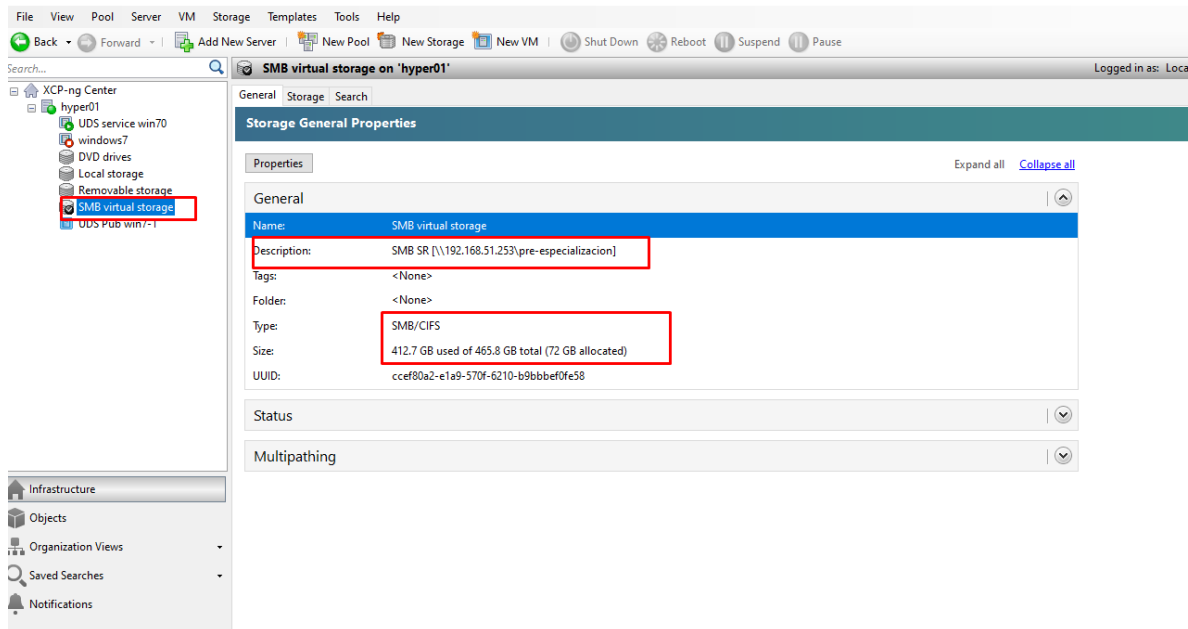 File View Pool Server VM Storage Templates Tools Help
Back Forward Add New Server New Pool New Storage New VM Shut Down Reboot Suspend Pause
Search...
SMB virtual storage on 'hyper01'
Logged in as: Loca
XCP-ng Center
hyper01
UDS service win70
windows7
DVD drives
Local storage
Removable storage
SMB virtual storage
UDS Pub win7-1
General Storage Search
Storage General Properties
Properties
Expand all Collapse all
General
Name: SMB virtual storage
Description: SMB SR [\\192.168.51.253\pre-especializacion]
Tags: <None>
Folder: <None>
Type: SMB/CIFS
Size: 412.7 GB used of 465.8 GB total (72 GB allocated)
UUID: ccef80a2-e1a9-570f-6210-b9bbbef0fe58
Status
Multipathing
Infrastructure
Objects
Organization Views
Saved Searches
Notifications